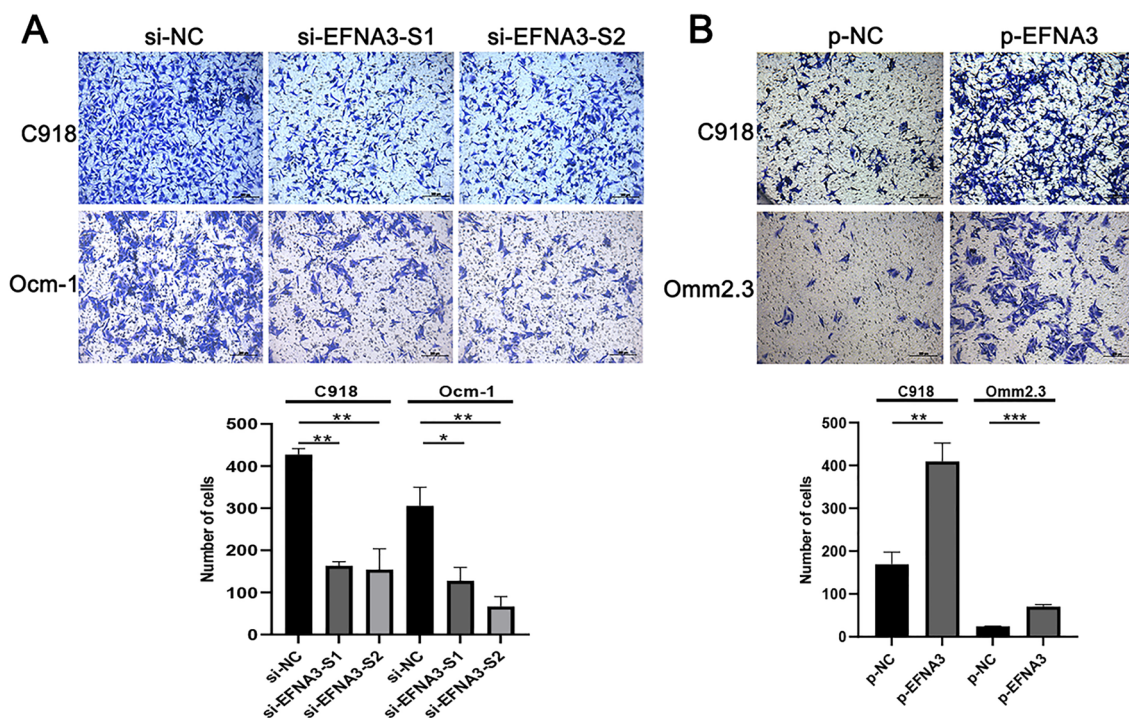 A
si-NC si-EFNA3-S1 si-EFNA3-S2
C918
Ocm-1
C918 Ocm-1
** **
** *
500
400
300
200
100
0
Number of cells
si-NC
si-EFNA3-S1
si-EFNA3-S2
si-NC
si-EFNA3-S1
si-EFNA3-S2
B
p-NC p-EFNA3
C918
Omm2.3
C918 Omm2.3
** ***
500
400
300
200
100
0
Number of cells
p-NC
p-EFNA3
p-NC
p-EFNA3